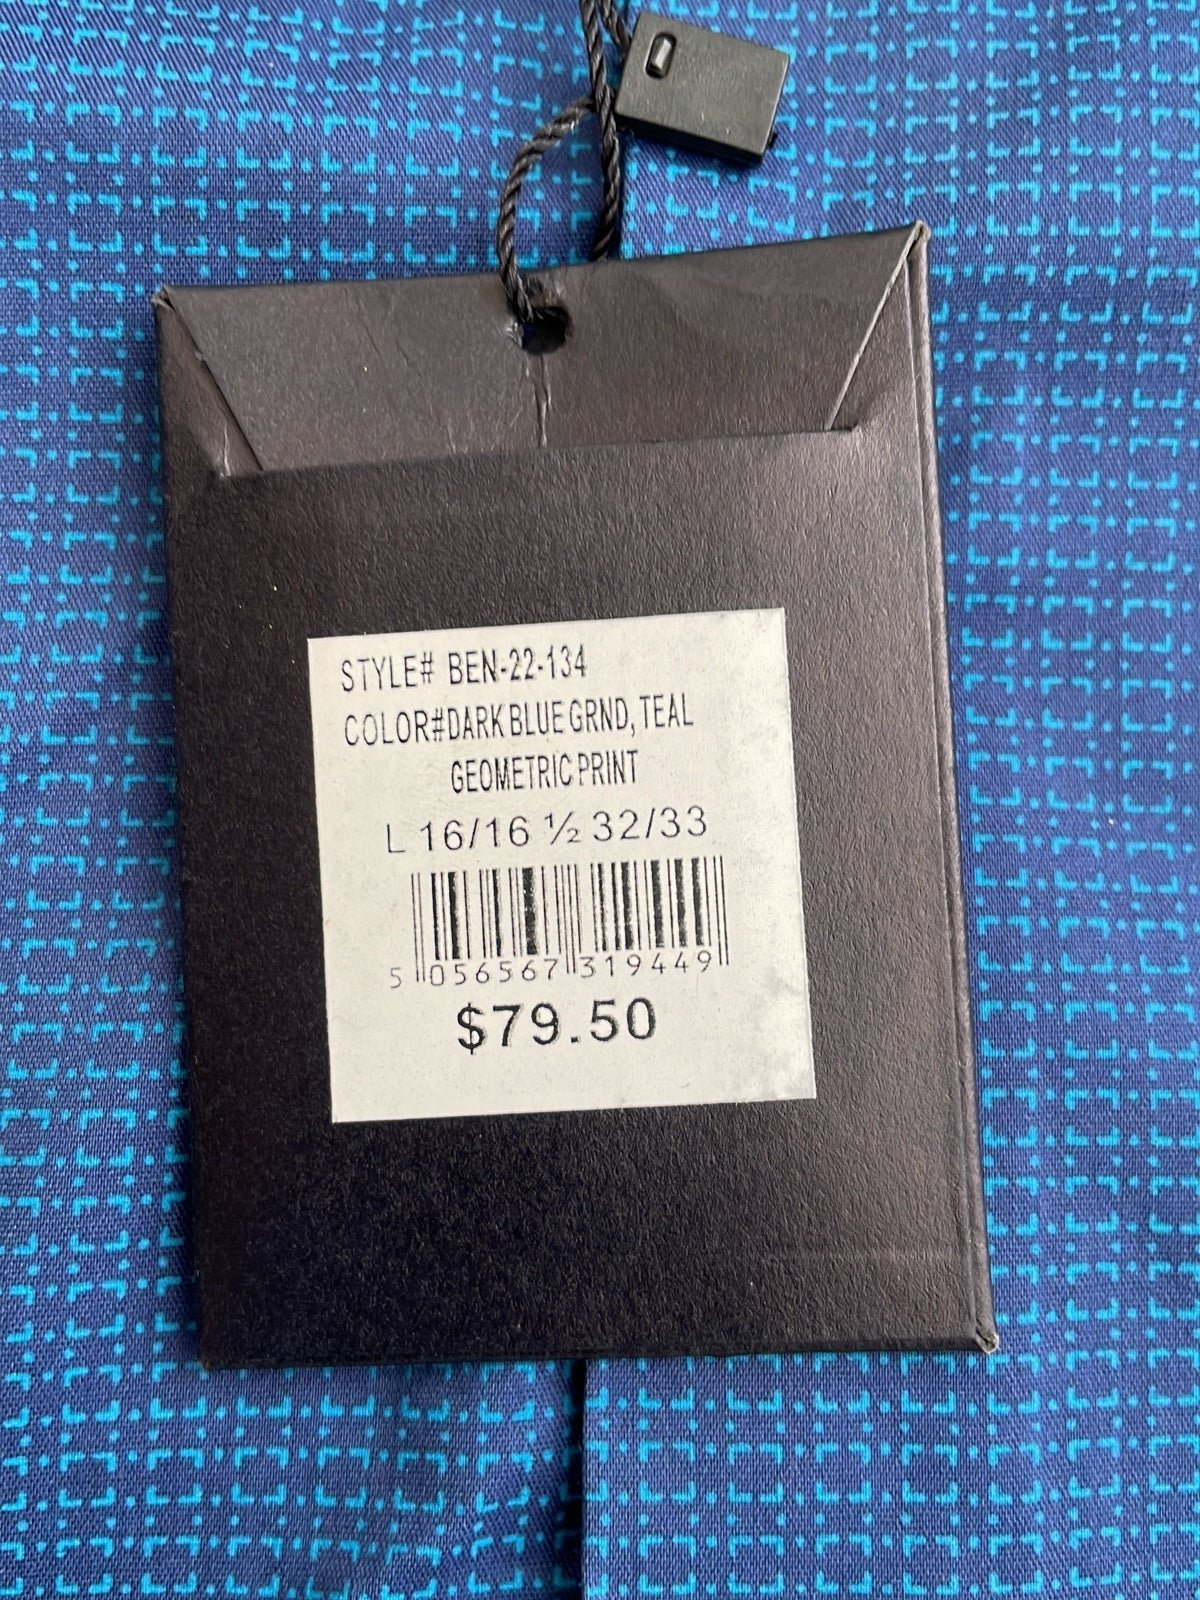 STYLE# BEN-22-134
COLOR#DARK BLUE GRND, TEAL
GEOMETRIC PRINT
L 16/16 ½ 32/33
5 056567 319449
$79.50